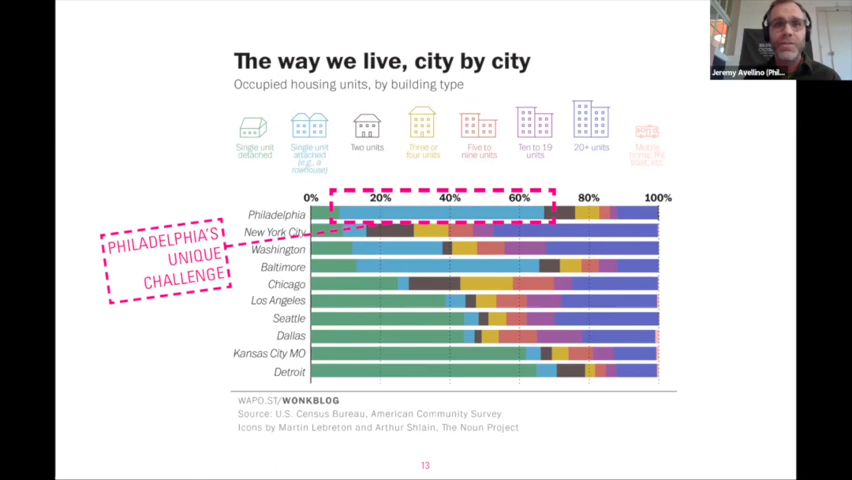 The way we live, city by city
Occupied housing units, by building type
Single unit
detached
Single unit
attached
(e.g., a
rowhouse)
Two units
Three or
four units
Five to
nine units
Ten to 19
units
20+ units
Mobile
home, RV,
boat, etc.
0% 20% 40% 60% 80% 100%
Philadelphia
New York City
Washington
Baltimore
Chicago
Los Angeles
Seattle
Dallas
Kansas City MO
Detroit
PHILADELPHIA'S
UNIQUE
CHALLENGE
WAPO.ST/WONKBLOG
Source: U.S. Census Bureau, American Community Survey
Icons by Martin Lebreton and Arthur Shlain, The Noun Project
13
Jeremy Avellino (Phil...